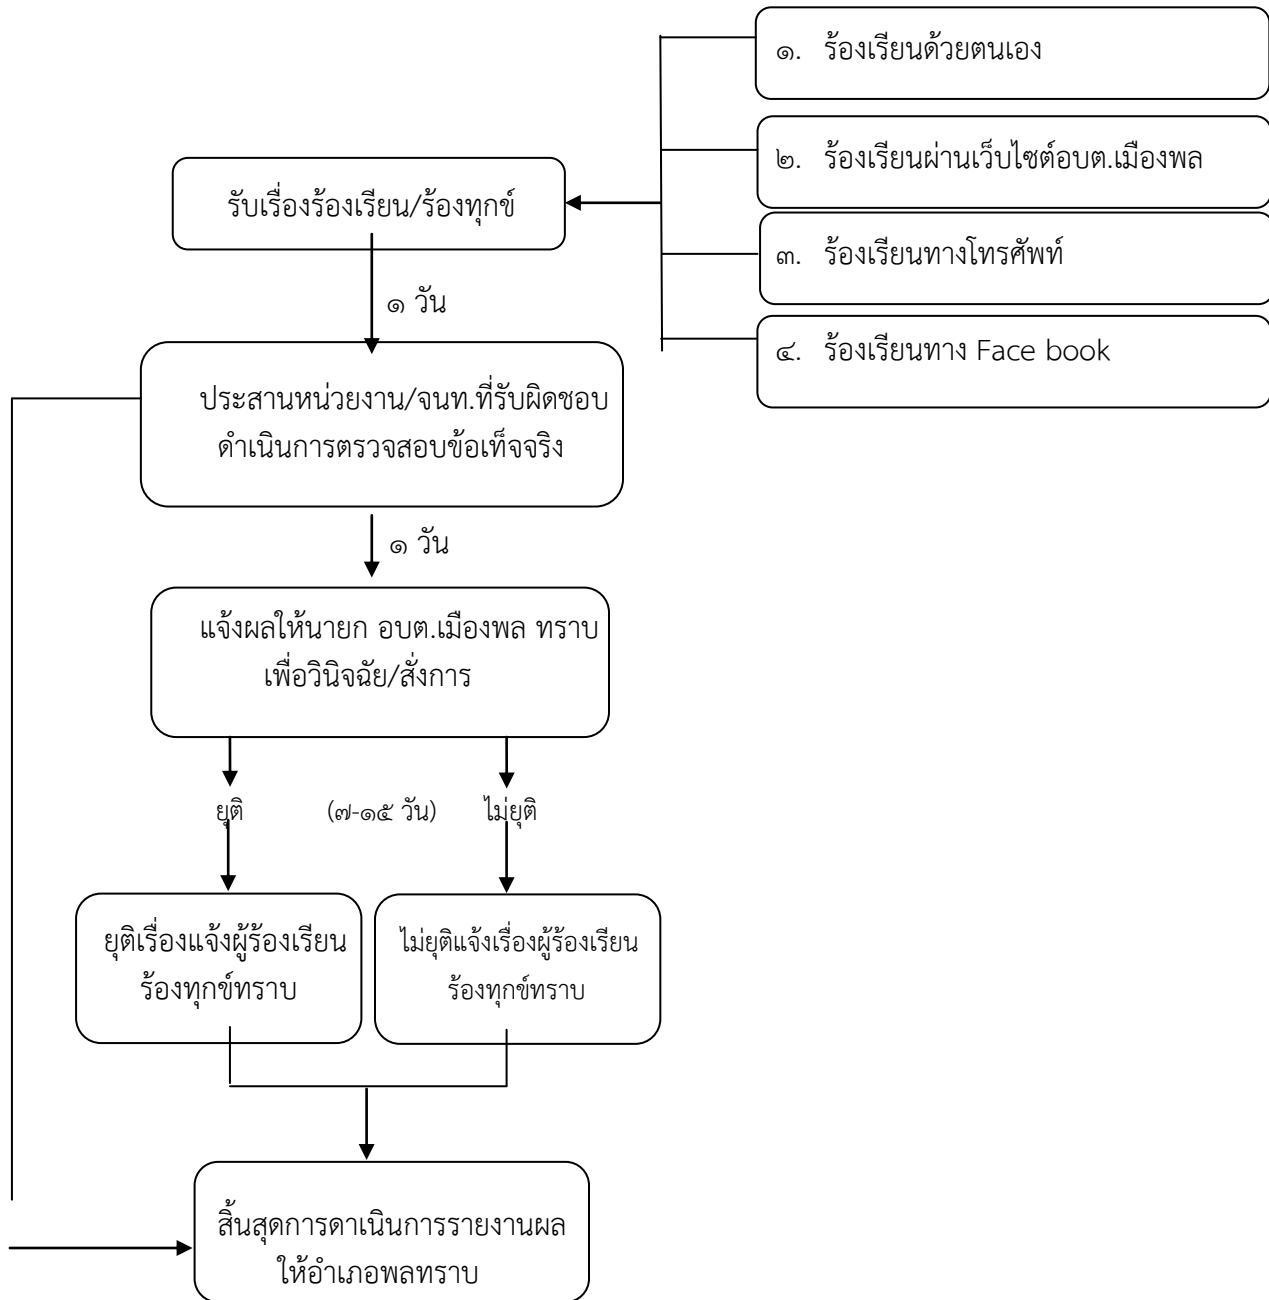 ๑. ร้องเรียนด้วยตนเอง
๒. ร้องเรียนผ่านเว็บไซต์อบต.เมืองพล
๓. ร้องเรียนทางโทรศัพท์
๔. ร้องเรียนทาง Face book
รับเรื่องร้องเรียน/ร้องทุกข์
๑ วัน
ประสานหน่วยงาน/จนท.ที่รับผิดชอบ
ดำเนินการตรวจสอบข้อเท็จจริง
๑ วัน
แจ้งผลให้นายก อบต.เมืองพล ทราบ
เพื่อวินิจฉัย/สั่งการ
ยุติ (๗-๑๕ วัน) ไม่ยุติ
ยุติเรื่องแจ้งผู้ร้องเรียน
ร้องทุกข์ทราบ
ไม่ยุติแจ้งเรื่องผู้ร้องเรียน
ร้องทุกข์ทราบ
สิ้นสุดการดาเนินการรายงานผล
ให้อำเภอพลทราบ